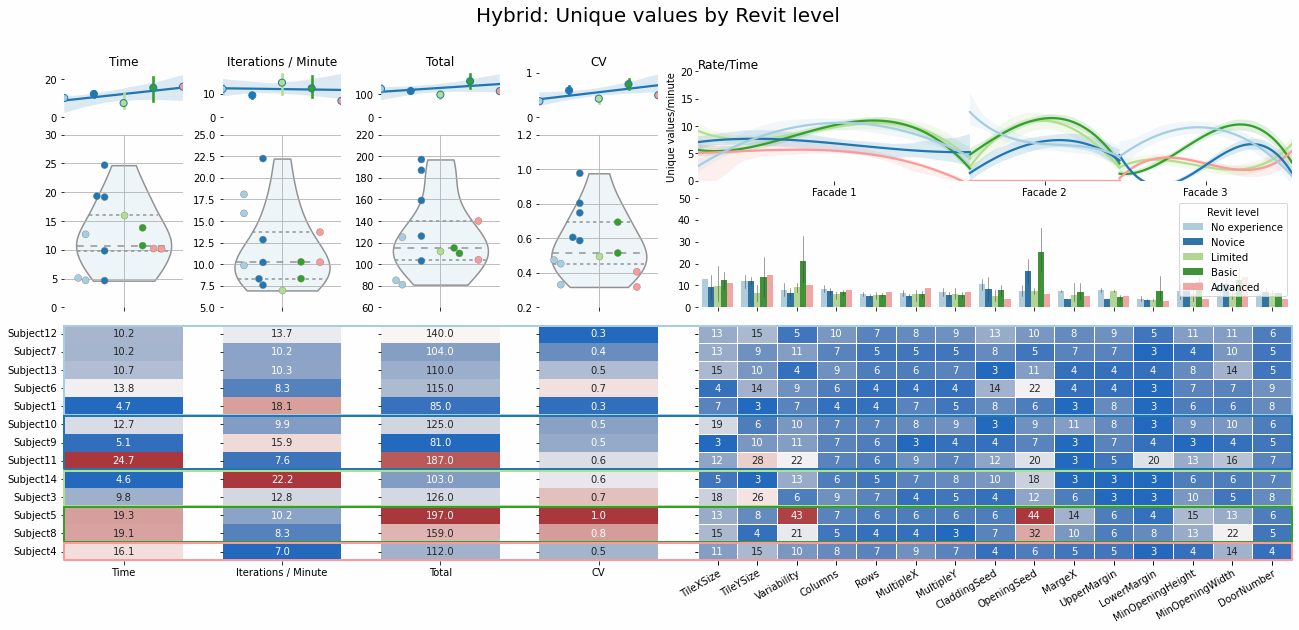 Hybrid: Unique values by Revit level
Time
Iterations / Minute
Total
CV
Rate/Time
20
0
10
0
100
0
1
0
Unique values/minute
20
15
10
5
0
Facade 1
Facade 2
Facade 3
30
25
20
15
10
5
0
25.0
22.5
20.0
17.5
15.0
12.5
10.0
7.5
5.0
220
200
180
160
140
120
100
80
60
1.2
1.0
0.8
0.6
0.4
0.2
50
40
30
20
10
0
Revit level
No experience
Novice
Limited
Basic
Advanced
Subject12 10.2 13.7 140.0 0.3 13 15 5 10 7 8 9 13 10 8 9 5 11 11 6
Subject7 10.2 10.2 104.0 0.4 13 9 11 7 5 5 5 8 5 7 7 3 4 10 5
Subject13 10.7 10.3 110.0 0.5 15 10 4 9 6 6 7 3 11 4 4 4 8 14 5
Subject6 13.8 8.3 115.0 0.7 4 14 9 6 4 4 4 14 22 4 4 3 7 7 9
Subject1 4.7 18.1 85.0 0.3 7 3 7 4 4 7 5 8 6 3 8 3 6 6 8
Subject10 12.7 9.9 125.0 0.5 19 6 10 7 7 8 9 3 9 11 8 3 9 10 6
Subject9 5.1 15.9 81.0 0.5 3 10 11 7 6 3 4 4 7 3 7 4 3 4 5
Subject11 24.7 7.6 187.0 0.6 12 28 22 7 6 9 7 12 20 3 5 20 13 16 7
Subject14 4.6 22.2 103.0 0.6 5 3 13 6 5 7 8 10 18 3 3 3 6 6 7
Subject3 9.8 12.8 126.0 0.7 18 26 6 9 7 4 5 4 12 6 3 3 10 5 8
Subject5 19.3 10.2 197.0 1.0 13 8 43 7 6 6 6 6 44 14 6 4 15 13 6
Subject8 19.1 8.3 159.0 0.8 15 4 21 5 4 4 3 7 32 10 6 8 13 22 5
Subject4 16.1 7.0 112.0 0.5 11 15 10 8 7 9 7 4 6 5 5 3 4 14 4
Time
Iterations / Minute
Total
CV
TileXSize
TileYSize
Variability
Columns
Rows
MultipleX
MultipleY
CladdingSeed
OpeningSeed
MargeX
UpperMargin
LowerMargin
MinOpeningHeight
MinOpeningWidth
DoorNumber